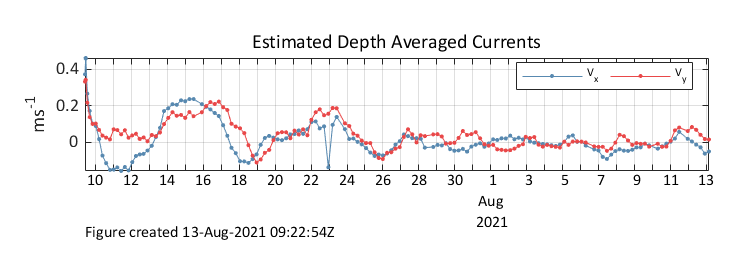 Estimated Depth Averaged Currents
ms-1
0.4
0.2
0
Vx Vy
10 12 14 16 18 20 22 24 26 28 30 1 3 5 7 9 11 13
Aug
2021
Figure created 13-Aug-2021 09:22:54Z